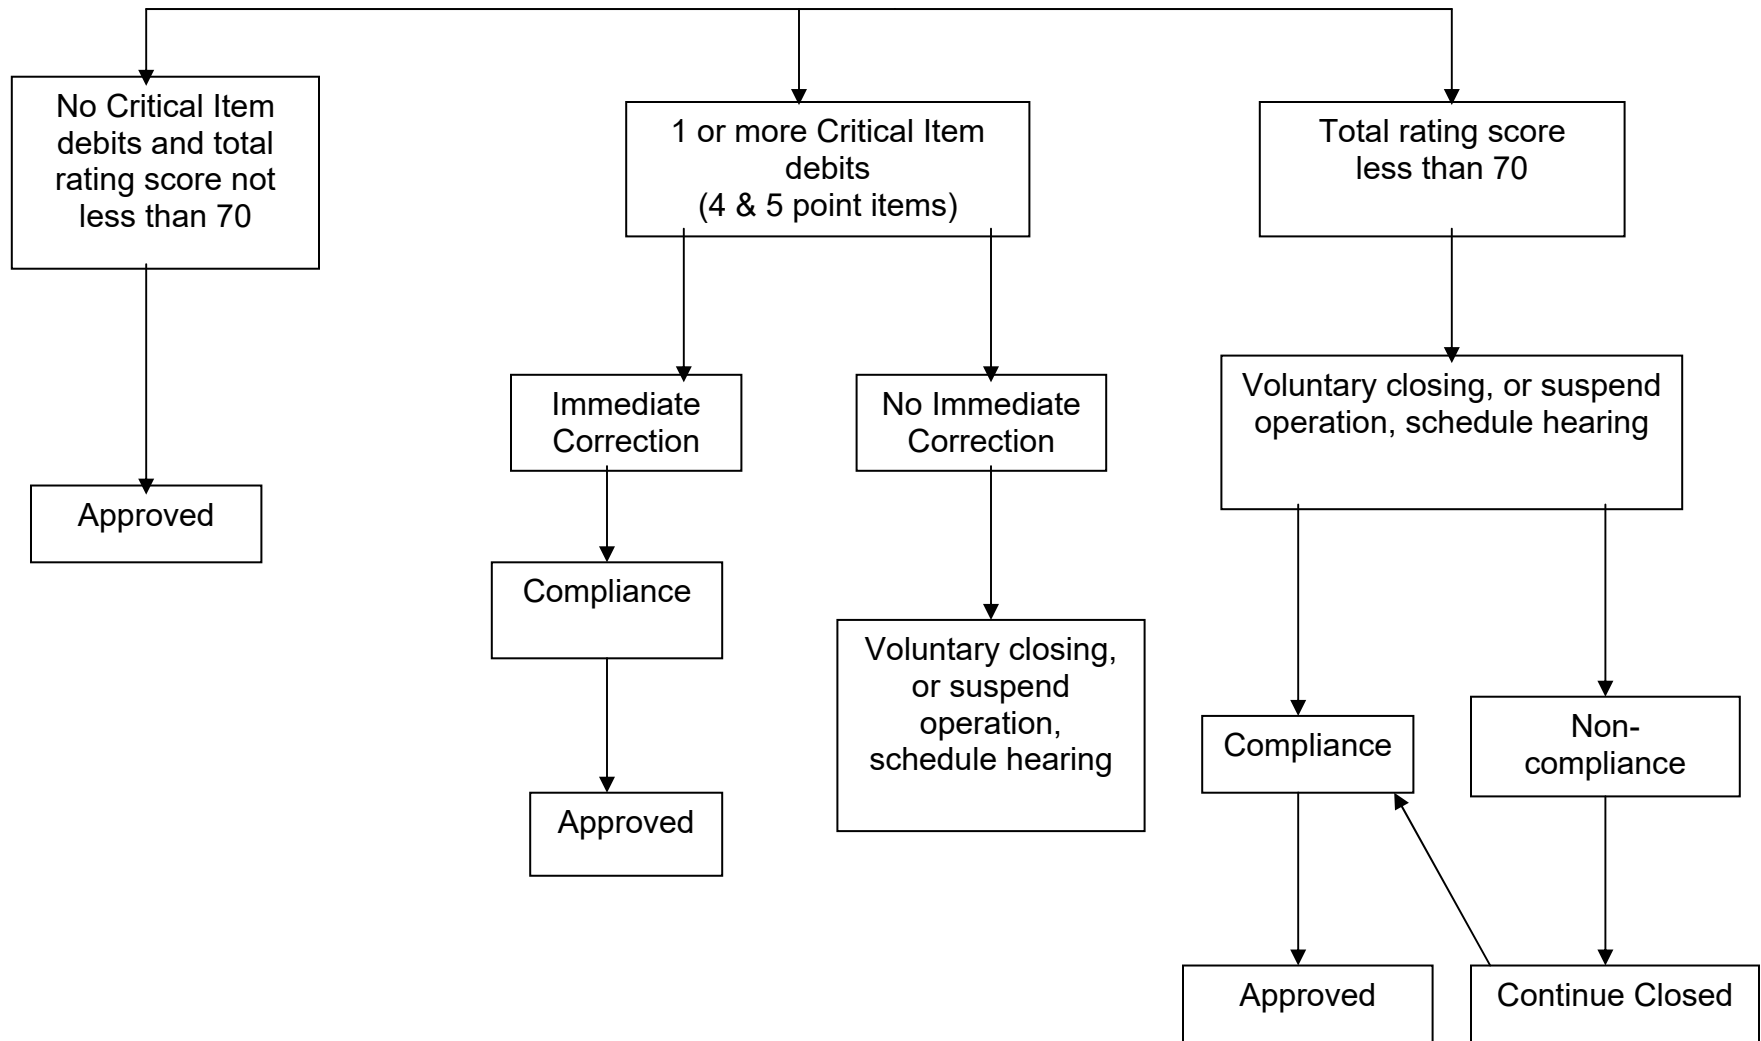 No Critical Item
debits and total
rating score not
less than 70
1 or more Critical Item
debits
(4 & 5 point items)
Total rating score
less than 70
Immediate
Correction
No Immediate
Correction
Voluntary closing, or suspend
operation, schedule hearing
Approved
Compliance
Voluntary closing,
or suspend
operation,
schedule hearing
Compliance
Non-
compliance
Approved
Approved
Continue Closed